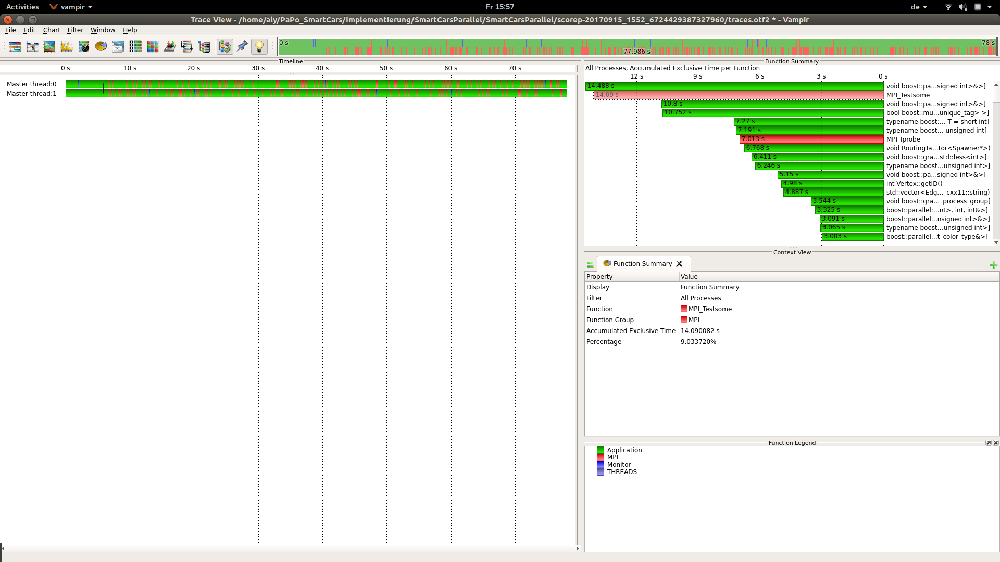 Activities vampir Fr 15:57 de
Trace View - /home/aly/PaPo_SmartCars/Implementierung/SmartCarsParallel/SmartCarsParallel/scorep-20170915_1552_6724429387327960/traces.otf2 * - Vampir
File Edit Chart Filter Window Help
0 s 78 s
77.986 s
Timeline
0 s 10 s 20 s 30 s 40 s 50 s 60 s 70 s
Master thread:0
Master thread:1
Function Summary
All Processes, Accumulated Exclusive Time per Function
12 s 9 s 6 s 3 s 0 s
14.488 s void boost::pa...signed int>&>]
14.09 s MPI_Testsome
10.8 s void boost::pa...signed int>&>]
10.752 s bool boost::mu...unique_tag> >]
7.27 s typename boost:... T = short int]
7.191 s typename boost... unsigned int]
7.013 s MPI_Iprobe
6.768 s void RoutingTa...tor<Spawner*>)
6.411 s void boost::gra...std::less<int>]
6.246 s typename boost...unsigned int>]
5.15 s void boost::pa...signed int>&>]
4.98 s int Vertex::getID()
4.887 s std::vector<Edg..._cxx11::string)
3.544 s void boost::gra..._process_group]
3.325 s boost::parallel:...nt>, int, int&>]
3.091 s boost::parallel...nsigned int>&>]
3.065 s typename boost...unsigned int>]
3.003 s boost::parallel...t_color_type&>]
Context View
Function Summary
Property Value
Display Function Summary
Filter All Processes
Function MPI_Testsome
Function Group MPI
Accumulated Exclusive Time 14.090082 s
Percentage 9.033720%
Function Legend
Application
MPI
Monitor
THREADS